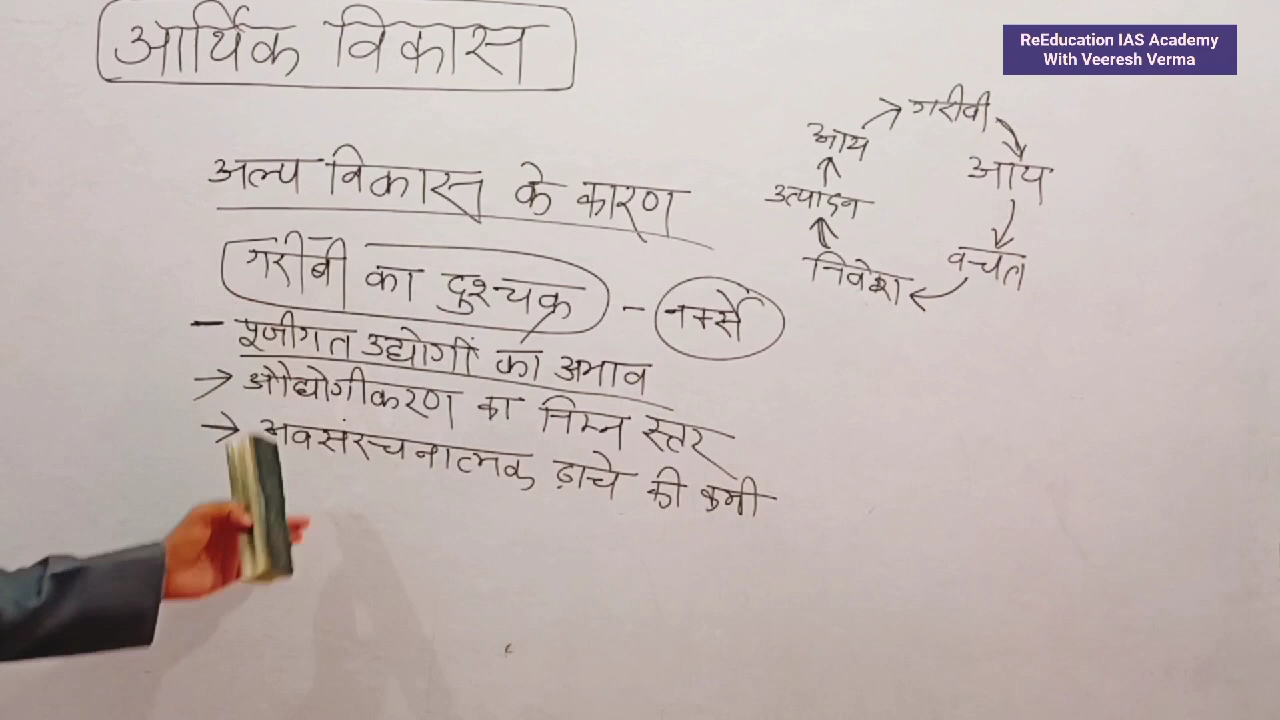 आर्थिक विकास
ReEducation IAS Academy
With Veeresh Verma
अल्प विकास के कारण
गरीबी का दुश्चक्र - नर्क्से
- पूजीगत उद्योगों का अभाव
→ औद्योगीकरण का निम्न स्तर
→ अवसंरचनात्मक ढ़ाचे की कमी
गरीबी
आय
वचत
निवेश
उत्पादन
आय